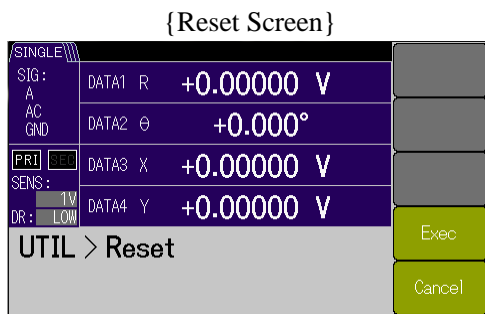 {Reset Screen}
SINGLE
SIG:
A
AC
GND
PRI SEC
SENS:
1V
DR: LOW
DATA1 R +0.00000 V
DATA2 θ +0.000°
DATA3 X +0.00000 V
DATA4 Y +0.00000 V
UTIL > Reset
Exec
Cancel